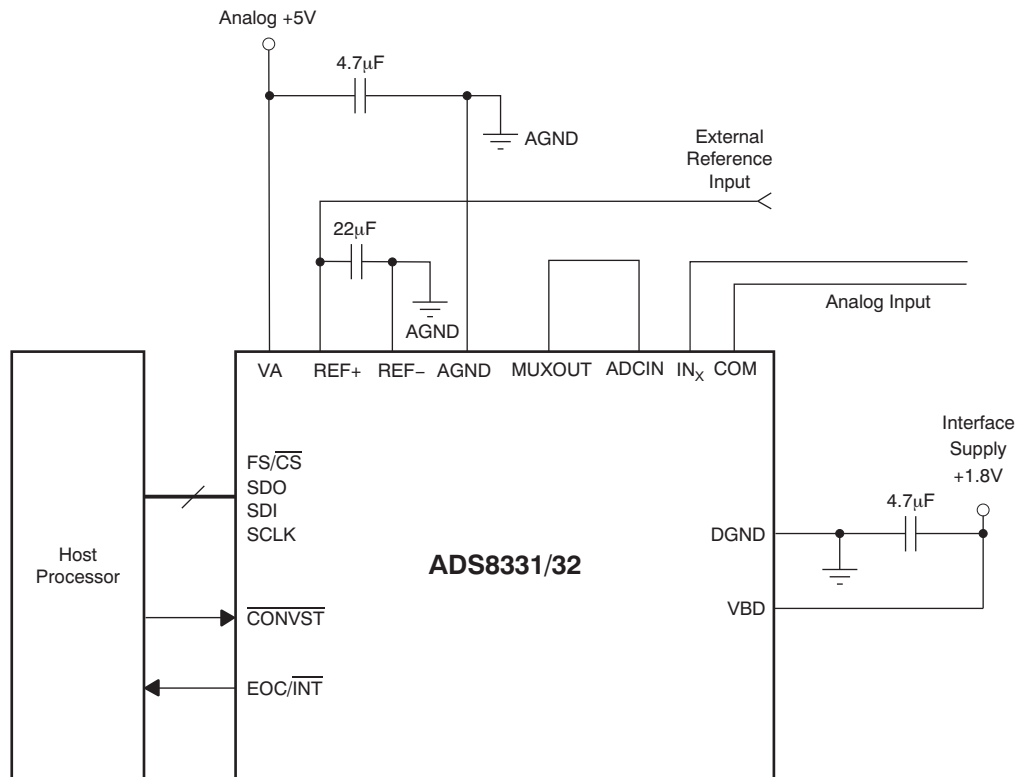 Analog +5V
4.7μF
AGND
External
Reference
Input
22μF
AGND
Analog Input
VA
REF+
REF−
AGND
MUXOUT
ADCIN
INX
COM
Interface
Supply
+1.8V
FS/CS
SDO
SDI
SCLK
4.7μF
DGND
Host
Processor
ADS8331/32
VBD
CONVST
EOC/INT